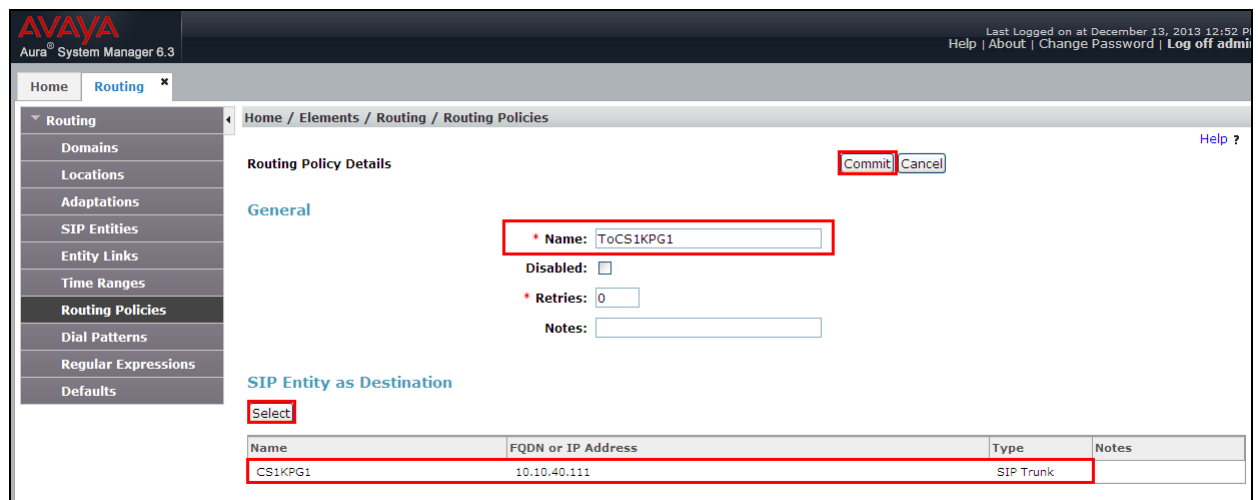 AVAYA
Aura® System Manager 6.3
Last Logged on at December 13, 2013 12:52 P
Help | About | Change Password | Log off admi
Home
Routing ×
Routing
Domains
Locations
Adaptations
SIP Entities
Entity Links
Time Ranges
Routing Policies
Dial Patterns
Regular Expressions
Defaults
Home / Elements / Routing / Routing Policies
Help ?
Routing Policy Details
Commit Cancel
General
* Name: ToCS1KPG1
Disabled:
* Retries: 0
Notes:
SIP Entity as Destination
Select
Name FQDN or IP Address Type Notes
CS1KPG1 10.10.40.111 SIP Trunk